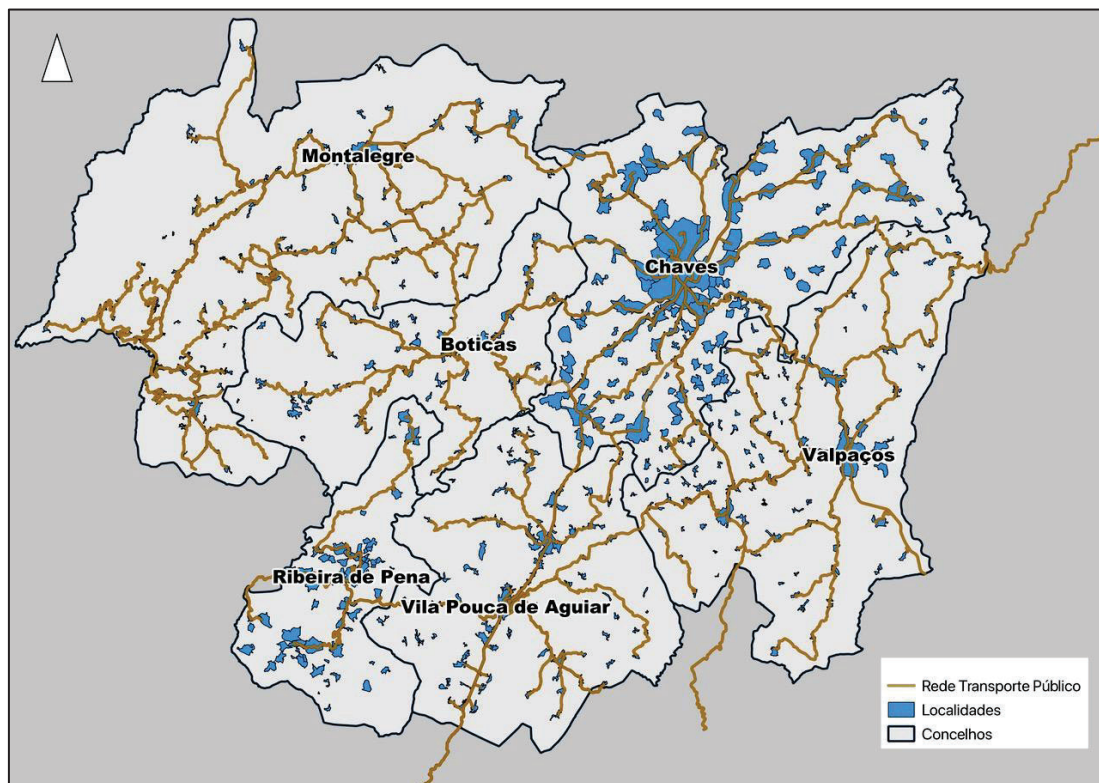 Montalegre
Chaves
Boticas
Valpaços
Ribeira de Pena
Vila Pouca de Aguiar
Rede Transporte Público
Localidades
Concelhos